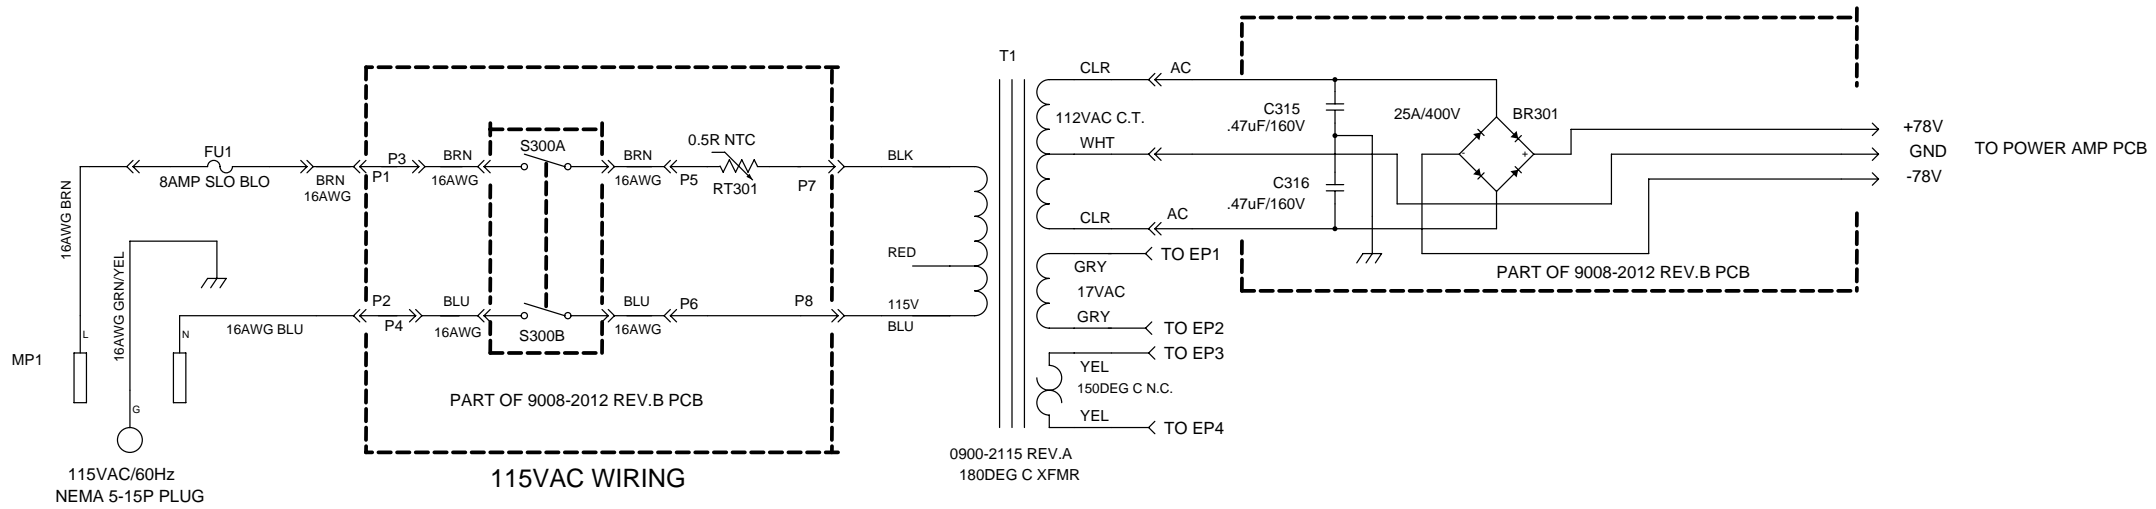 MP1
16AWG BRN
L
16AWG GRN/YEL
G
N
115VAC/60Hz
NEMA 5-15P PLUG
FU1
8AMP SLO BLO
BRN
16AWG
16AWG BLU
P3
P1
BRN
16AWG
S300A
BRN
16AWG
P5
0.5R NTC
RT301
P7
P2
P4
BLU
16AWG
S300B
BLU
16AWG
P6
P8
PART OF 9008-2012 REV.B PCB
115VAC WIRING
BLK
RED
115V
BLU
T1
0900-2115 REV.A
180DEG C XFMR
CLR
AC
112VAC C.T.
WHT
CLR
AC
GRY
TO EP1
17VAC
GRY
TO EP2
TO EP3
YEL
150DEG C N.C.
YEL
TO EP4
C315
.47uF/160V
C316
.47uF/160V
25A/400V
BR301
-
+
PART OF 9008-2012 REV.B PCB
+78V
GND
-78V
TO POWER AMP PCB